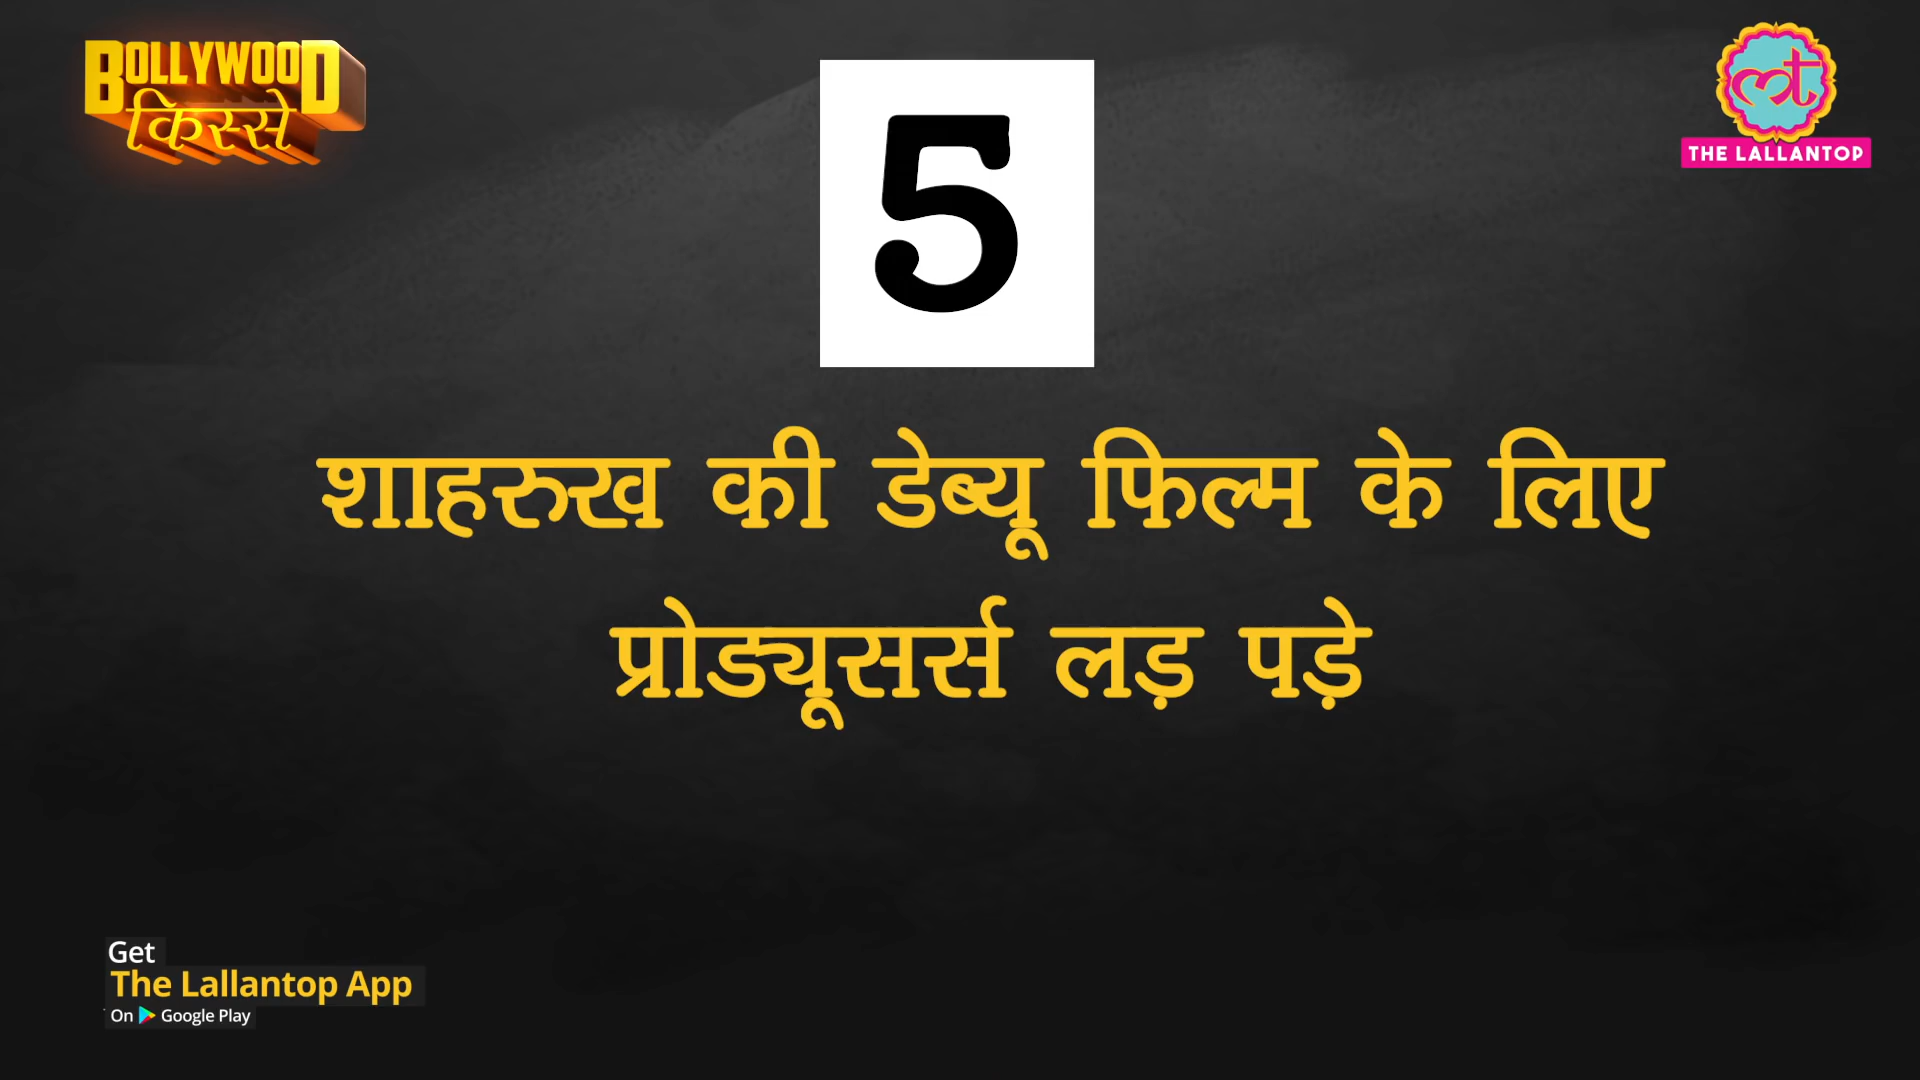 BOLLYWOOD
किस्से
5
THE LALLANTOP
शाहरुख की डेब्यू फिल्म के लिए
प्रोड्यूसर्स लड़ पड़े
Get
The Lallantop App
On Google Play